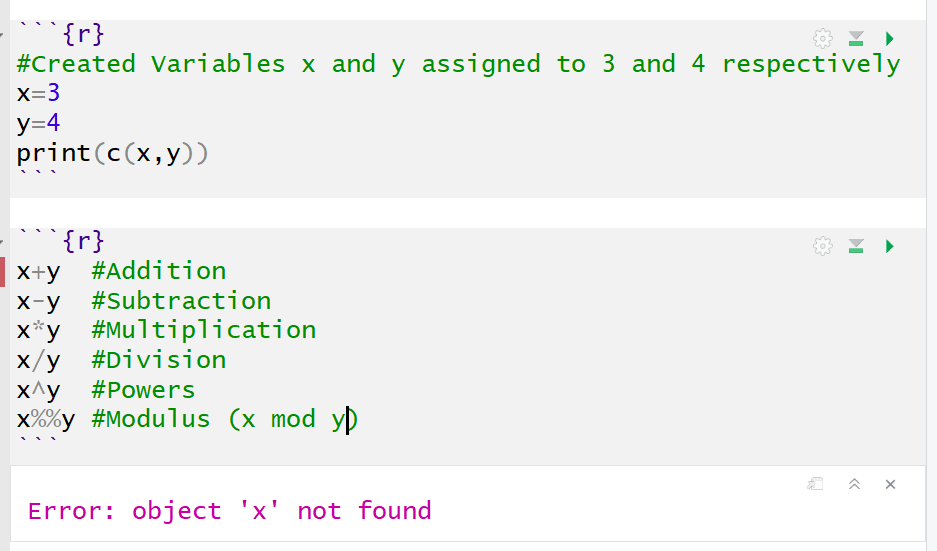 ```{r}
#Created Variables x and y assigned to 3 and 4 respectively
x=3
y=4
print(c(x,y))
```
```{r}
x+y  #Addition
x-y  #Subtraction
x*y  #Multiplication
x/y  #Division
x^y  #Powers
x%%y #Modulus (x mod y)
```
Error: object 'x' not found